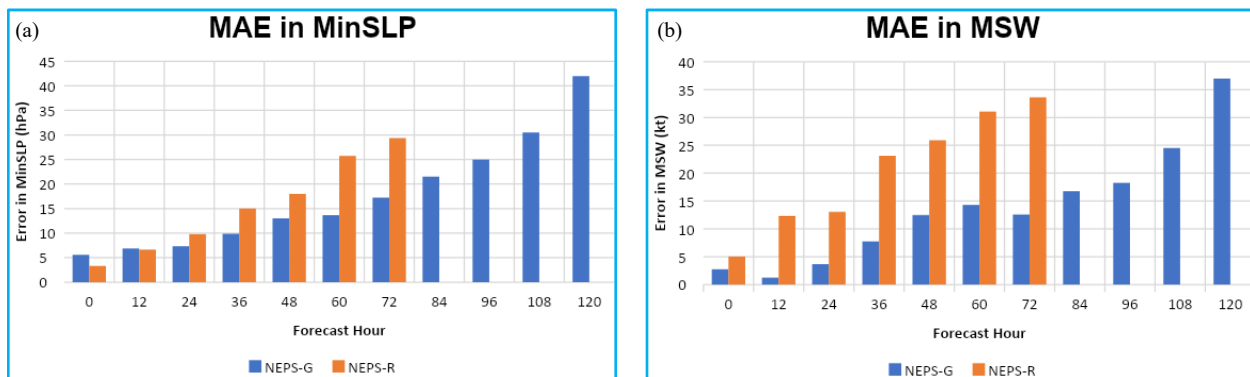 (a)
MAE in MinSLP
Error in MinSLP (hPa)
45
40
35
30
25
20
15
10
5
0
0 12 24 36 48 60 72 84 96 108 120
Forecast Hour
NEPS-G NEPS-R
(b)
MAE in MSW
Error in MSW (kt)
40
35
30
25
20
15
10
5
0
0 12 24 36 48 60 72 84 96 108 120
Forecast Hour
NEPS-G NEPS-R